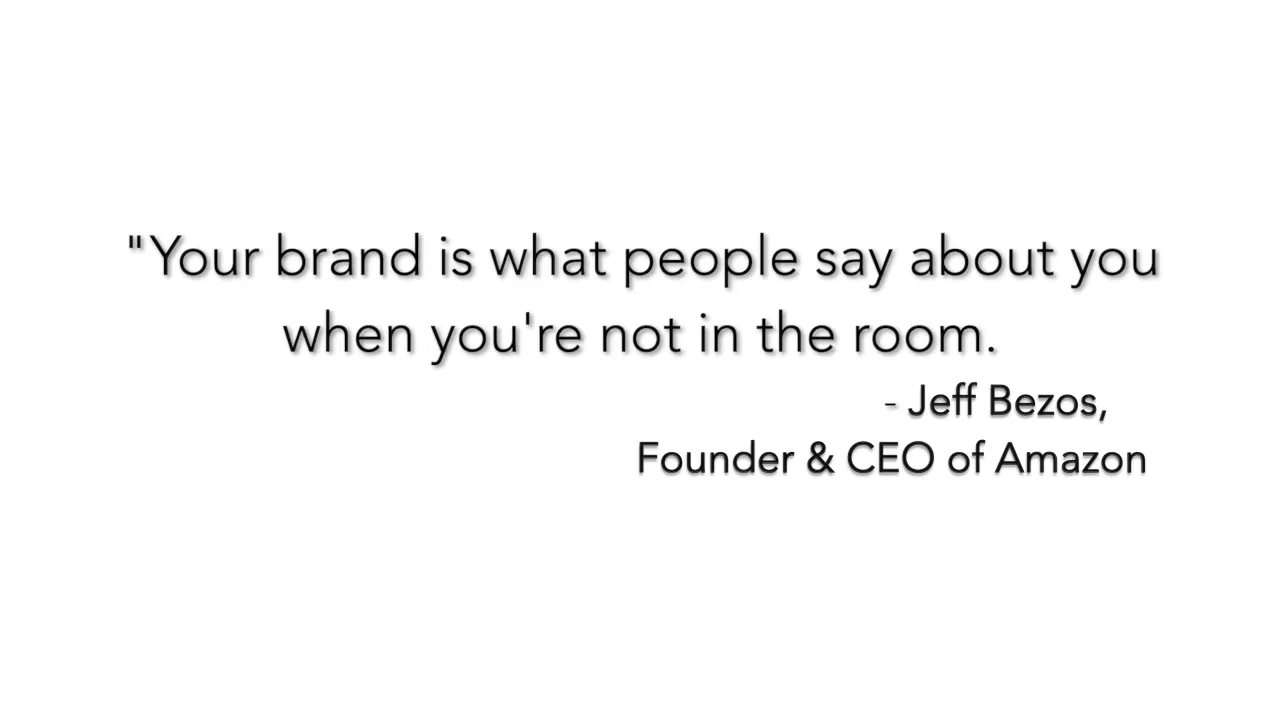 "Your brand is what people say about you
when you're not in the room.
- Jeff Bezos,
Founder & CEO of Amazon